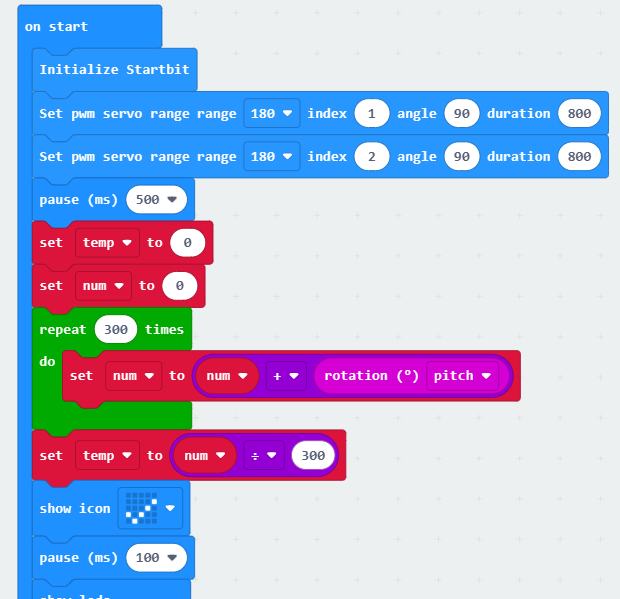 on start
Initialize Startbit
Set pwm servo range range 180 index 1 angle 90 duration 800
Set pwm servo range range 180 index 2 angle 90 duration 800
pause (ms) 500
set temp to 0
set num to 0
repeat 300 times
do set num to num + rotation (°) pitch
set temp to num ÷ 300
show icon
pause (ms) 100